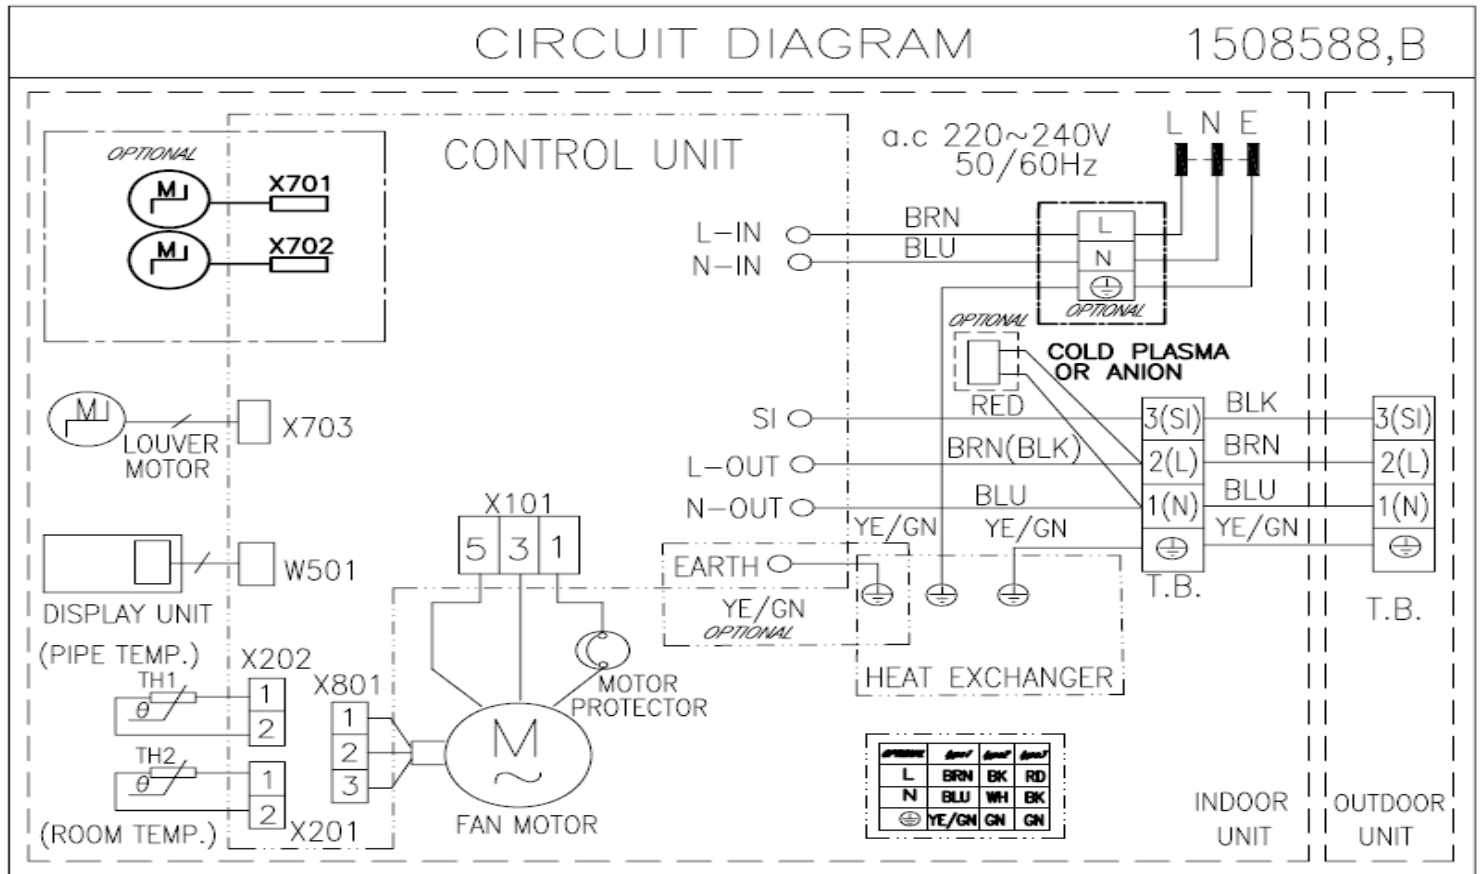 CIRCUIT DIAGRAM 1508588,B
OPTIONAL
M
X701
M
X702
CONTROL UNIT
a.c 220~240V
50/60Hz
L N E
L-IN
BRN
L
N-IN
BLU
N
OPTIONAL
OPTIONAL
COLD PLASMA
OR ANION
M
LOUVER
MOTOR
X703
SI
RED
3(SI)
BLK
3(SI)
L-OUT
BRN(BLK)
2(L)
BRN
2(L)
N-OUT
BLU
1(N)
BLU
1(N)
YE/GN
YE/GN
YE/GN
T.B.
T.B.
X101
5 3 1
W501
DISPLAY UNIT
EARTH
YE/GN
OPTIONAL
HEAT EXCHANGER
(PIPE TEMP.)
TH1
θ
X202
1
2
TH2
θ
1
2
X201
(ROOM TEMP.)
X801
1
2
3
MOTOR
PROTECTOR
M
~
FAN MOTOR
OPTIONAL type1 type2 type3
L BRN BK RD
N BLU WH BK
YE/GN GN GN
INDOOR
UNIT
OUTDOOR
UNIT